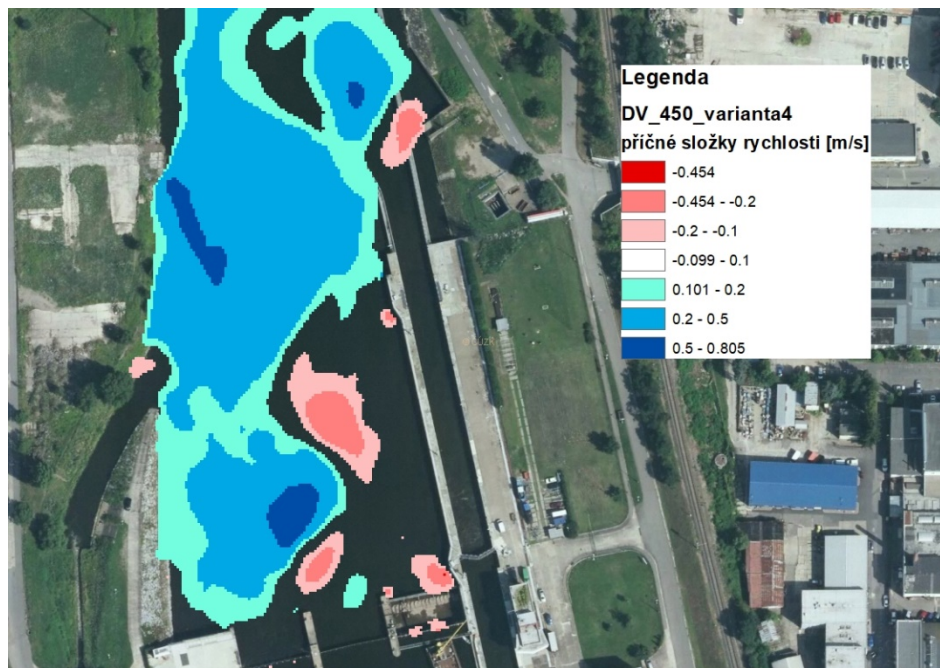 Legenda
DV_450_varianta4
příčné složky rychlosti [m/s]
-0.454
-0.454 - -0.2
-0.2 - -0.1
-0.099 - 0.1
0.101 - 0.2
0.2 - 0.5
0.5 - 0.805